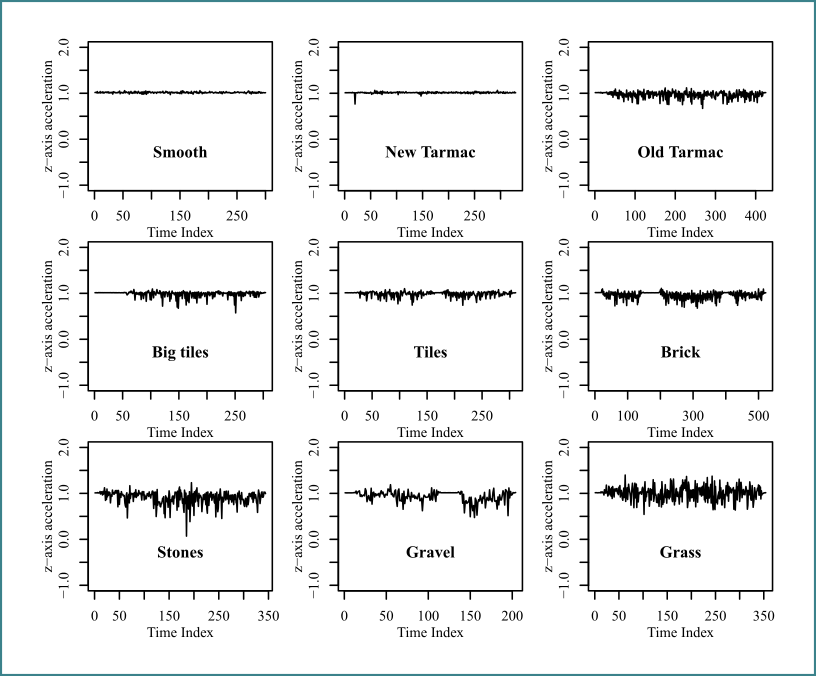 z−axis acceleration
2.0
1.0
0.0
−1.0
Smooth
0 50 150 250
Time Index
z−axis acceleration
2.0
1.0
0.0
−1.0
New Tarmac
0 50 150 250
Time Index
z−axis acceleration
2.0
1.0
0.0
−1.0
Old Tarmac
0 100 200 300 400
Time Index
z−axis acceleration
2.0
1.0
0.0
−1.0
Big tiles
0 50 150 250
Time Index
z−axis acceleration
2.0
1.0
0.0
−1.0
Tiles
0 50 150 250
Time Index
z−axis acceleration
2.0
1.0
0.0
−1.0
Brick
0 100 300 500
Time Index
z−axis acceleration
2.0
1.0
0.0
−1.0
Stones
0 50 150 250 350
Time Index
z−axis acceleration
2.0
1.0
0.0
−1.0
Gravel
0 50 100 150 200
Time Index
z−axis acceleration
2.0
1.0
0.0
−1.0
Grass
0 50 150 250 350
Time Index